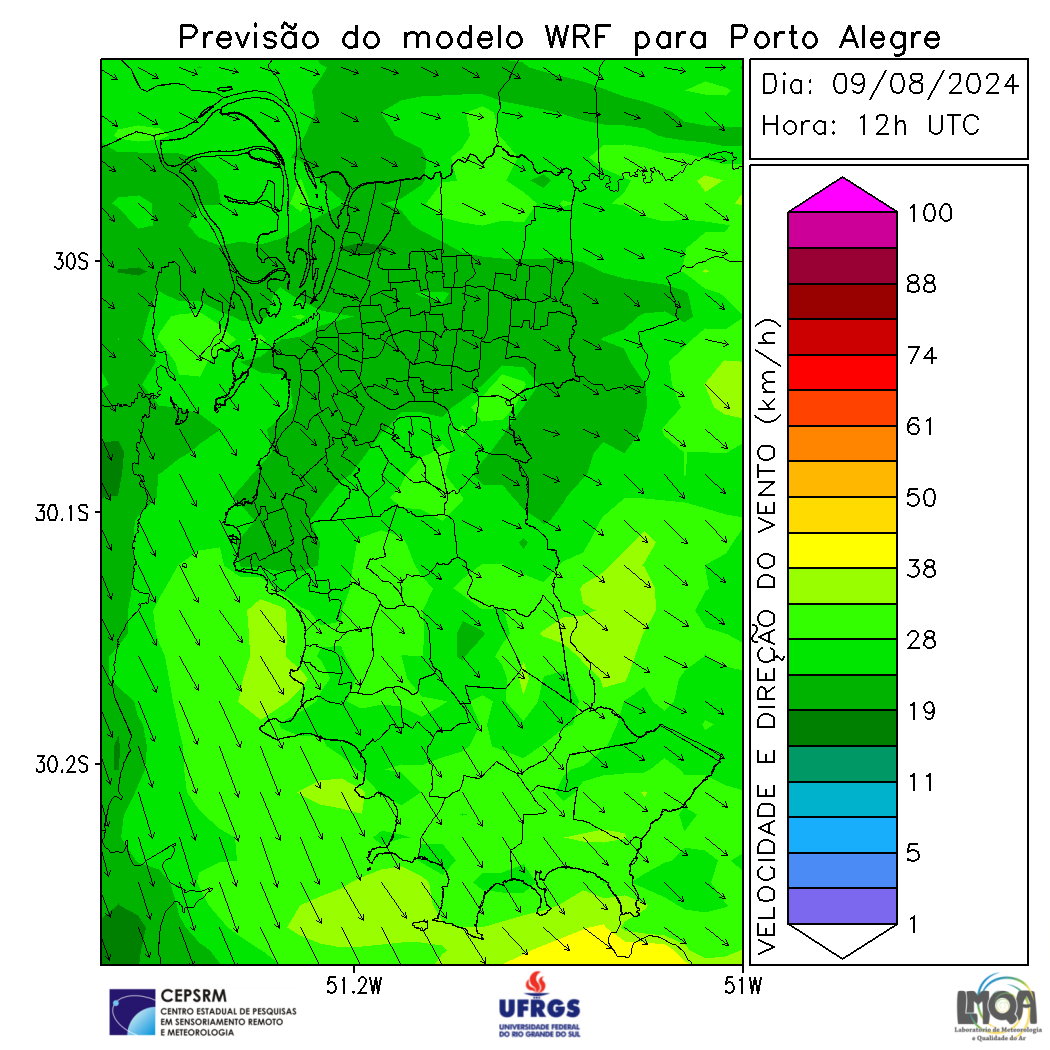 Previsão do modelo WRF para Porto Alegre
Dia: 09/08/2024
Hora: 12h UTC
30S
30.1S
30.2S
51.2W
51W
VELOCIDADE E DIREÇÃO DO VENTO (km/h)
100
88
74
61
50
38
28
19
11
5
1
CEPSRM
CENTRO ESTADUAL DE PESQUISAS
EM SENSORIAMENTO REMOTO
E METEOROLOGIA
UFRGS
UNIVERSIDADE FEDERAL
DO RIO GRANDE DO SUL
LMQA
Laboratório de Meteorologia
e Qualidade do Ar